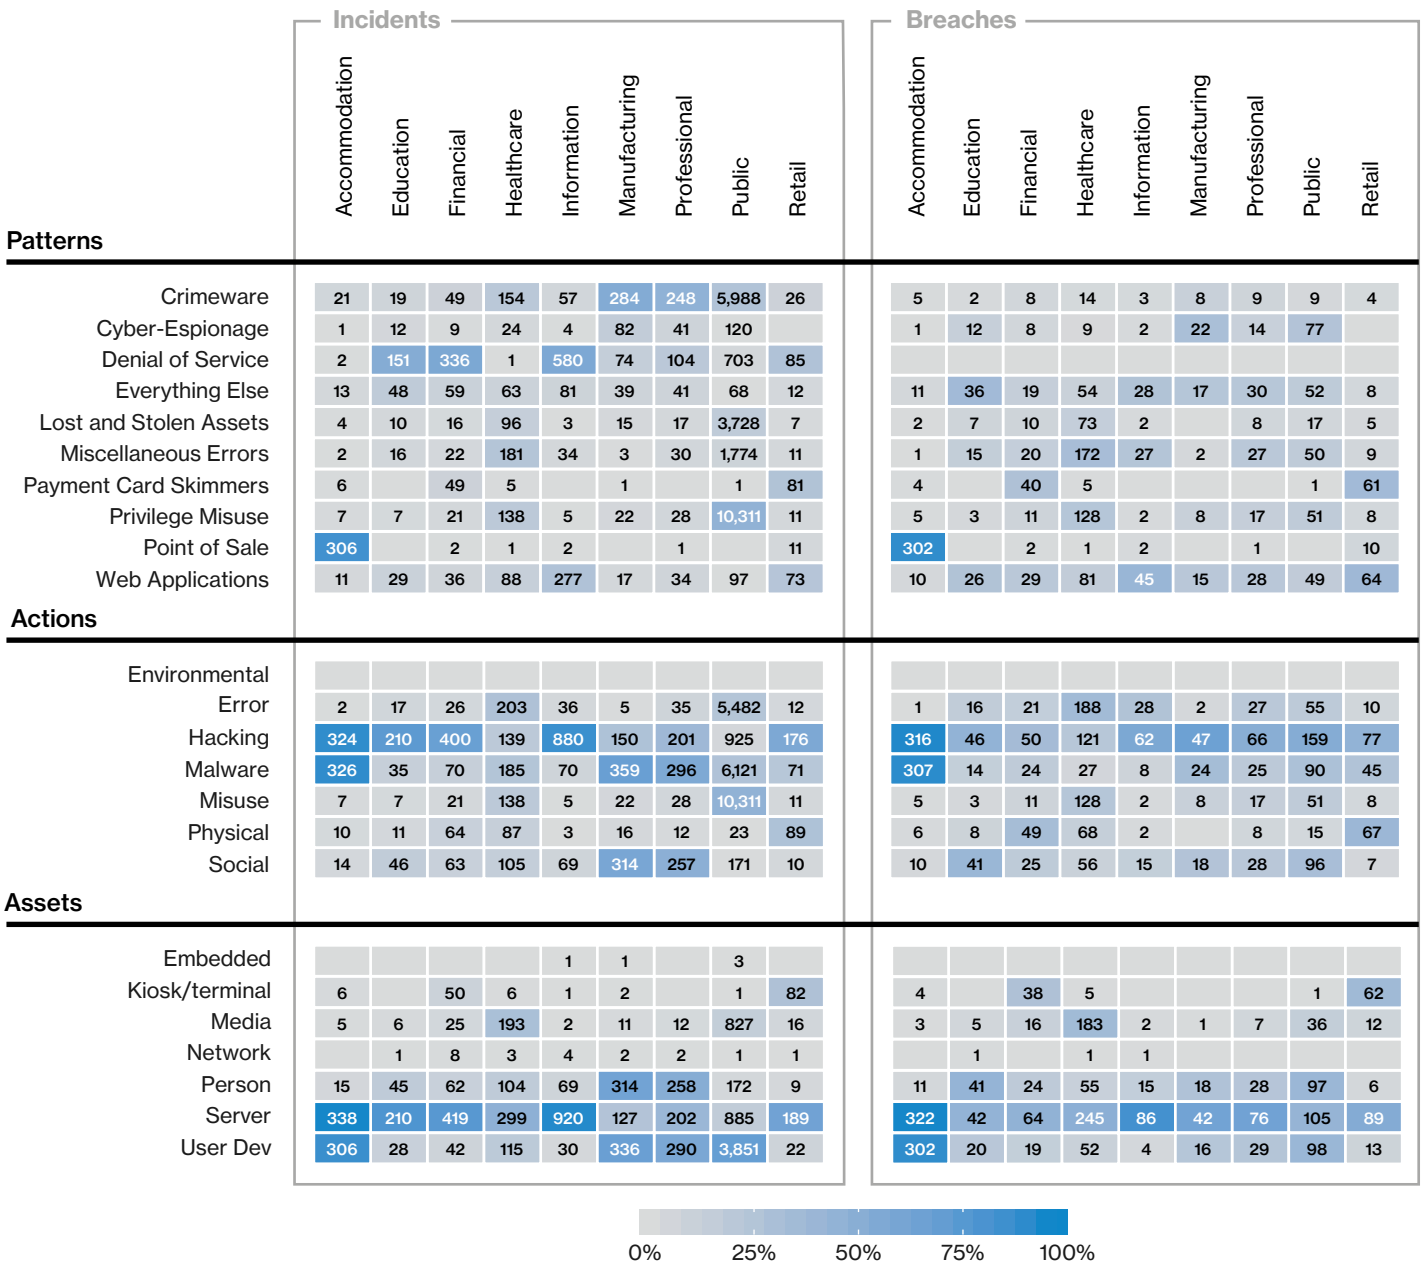 Incidents Breaches
Accommodation Education Financial Healthcare Information Manufacturing Professional Public Retail Accommodation Education Financial Healthcare Information Manufacturing Professional Public Retail
Patterns
Crimeware 21 19 49 154 57 284 248 5,988 26 5 2 8 14 3 8 9 9 4
Cyber-Espionage 1 12 9 24 4 82 41 120 1 12 8 9 2 22 14 77
Denial of Service 2 151 336 1 580 74 104 703 85
Everything Else 13 48 59 63 81 39 41 68 12 11 36 19 54 28 17 30 52 8
Lost and Stolen Assets 4 10 16 96 3 15 17 3,728 7 2 7 10 73 2 8 17 5
Miscellaneous Errors 2 16 22 181 34 3 30 1,774 11 1 15 20 172 27 2 27 50 9
Payment Card Skimmers 6 49 5 1 1 81 4 40 5 1 61
Privilege Misuse 7 7 21 138 5 22 28 10,311 11 5 3 11 128 2 8 17 51 8
Point of Sale 306 2 1 2 1 11 302 2 1 2 1 10
Web Applications 11 29 36 88 277 17 34 97 73 10 26 29 81 45 15 28 49 64
Actions
Environmental
Error 2 17 26 203 36 5 35 5,482 12 1 16 21 188 28 2 27 55 10
Hacking 324 210 400 139 880 150 201 925 176 316 46 50 121 62 47 66 159 77
Malware 326 35 70 185 70 359 296 6,121 71 307 14 24 27 8 24 25 90 45
Misuse 7 7 21 138 5 22 28 10,311 11 5 3 11 128 2 8 17 51 8
Physical 10 11 64 87 3 16 12 23 89 6 8 49 68 2 8 15 67
Social 14 46 63 105 69 314 257 171 10 10 41 25 56 15 18 28 96 7
Assets
Embedded 1 1 3
Kiosk/terminal 6 50 6 1 2 1 82 4 38 5 1 62
Media 5 6 25 193 2 11 12 827 16 3 5 16 183 2 1 7 36 12
Network 1 8 3 4 2 2 1 1 1 1 1
Person 15 45 62 104 69 314 258 172 9 11 41 24 55 15 18 28 97 6
Server 338 210 419 299 920 127 202 885 189 322 42 64 245 86 42 76 105 89
User Dev 306 28 42 115 30 336 290 3,851 22 302 20 19 52 4 16 29 98 13
0% 25% 50% 75% 100%